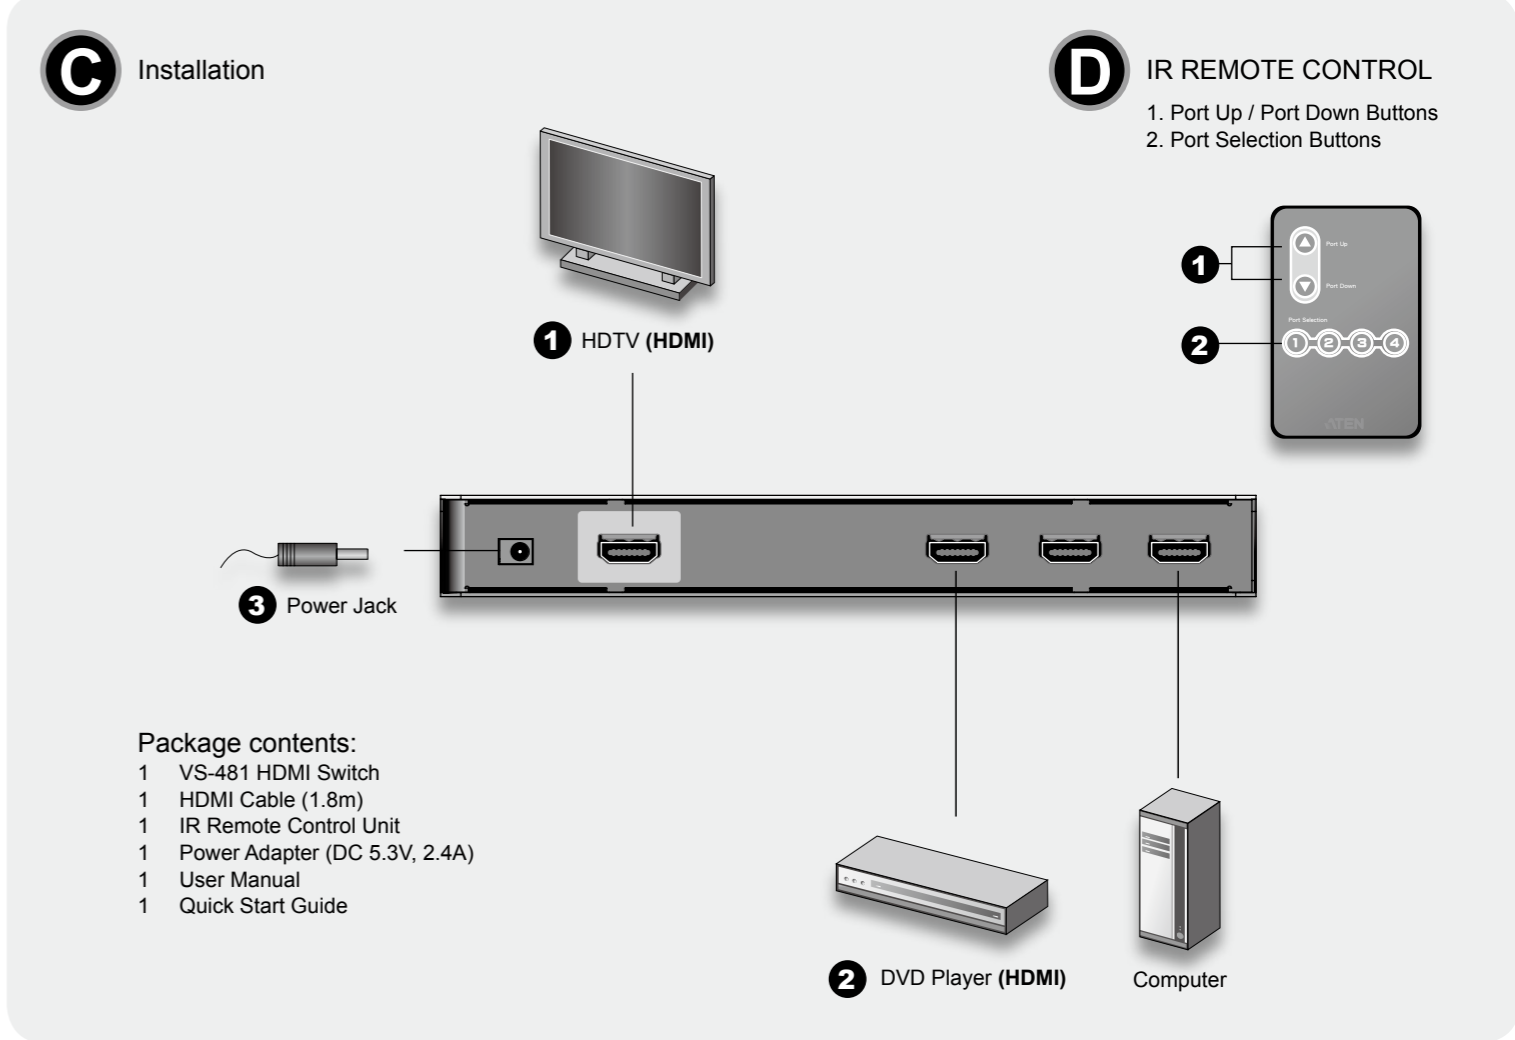 C Installation
1 HDTV (HDMI)
3 Power Jack
Package contents:
1 VS-481 HDMI Switch
1 HDMI Cable (1.8m)
1 IR Remote Control Unit
1 Power Adapter (DC 5.3V, 2.4A)
1 User Manual
1 Quick Start Guide
2 DVD Player (HDMI)
Computer
D IR REMOTE CONTROL
1. Port Up / Port Down Buttons
2. Port Selection Buttons
1
Port Up
Port Down
Port Selection
2
1 2 3 4
ATEN